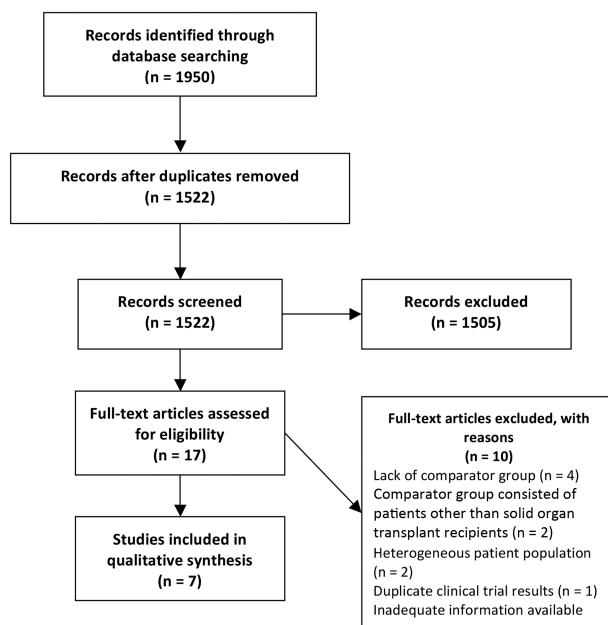 Records identified through
database searching
(n = 1950)
Records after duplicates removed
(n = 1522)
Records screened
(n = 1522)
Records excluded
(n = 1505)
Full-text articles assessed
for eligibility
(n = 17)
Full-text articles excluded, with
reasons
(n = 10)
Lack of comparator group (n = 4)
Comparator group consisted of
patients other than solid organ
transplant recipients (n = 2)
Heterogeneous patient population
(n = 2)
Duplicate clinical trial results (n = 1)
Inadequate information available
Studies included in
qualitative synthesis
(n = 7)